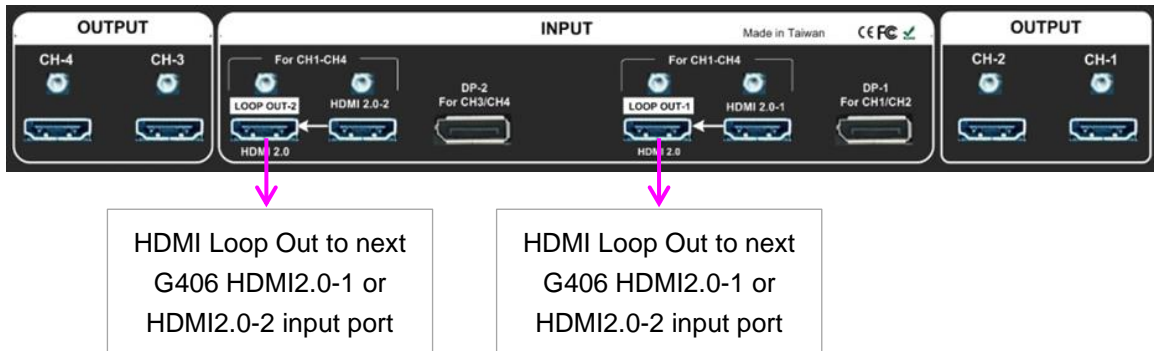 OUTPUT
CH-4
CH-3
INPUT
Made in Taiwan
CE FC
For CH1-CH4
LOOP OUT-2
HDMI 2.0-2
HDMI 2.0
DP-2
For CH3/CH4
For CH1-CH4
LOOP OUT-1
HDMI 2.0-1
HDMI 2.0
DP-1
For CH1/CH2
OUTPUT
CH-2
CH-1
HDMI Loop Out to next
G406 HDMI2.0-1 or
HDMI2.0-2 input port
HDMI Loop Out to next
G406 HDMI2.0-1 or
HDMI2.0-2 input port